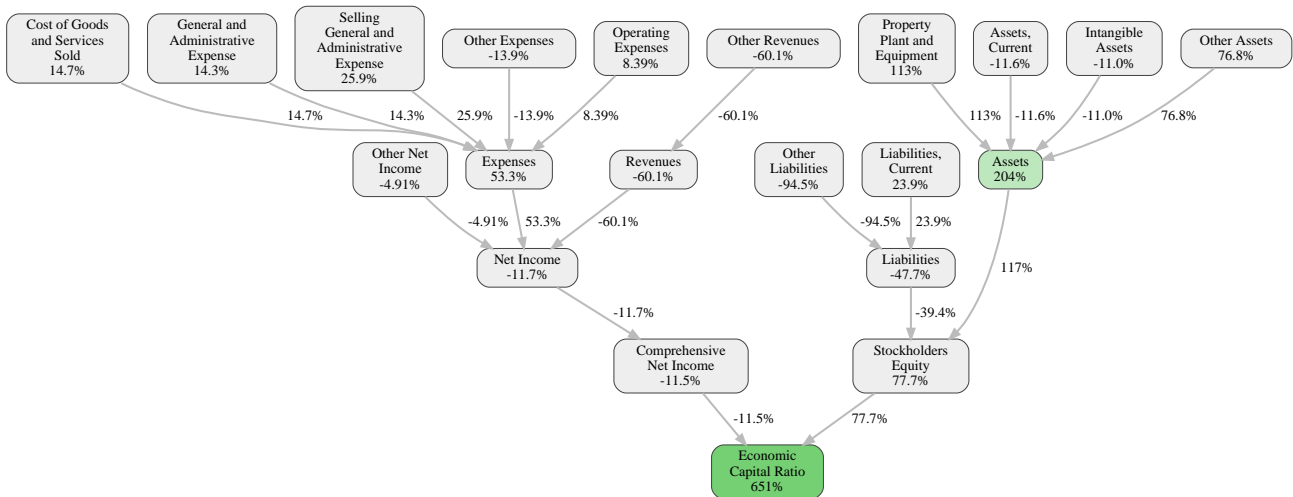 Cost of Goods
and Services
Sold
14.7%
General and
Administrative
Expense
14.3%
Selling
General and
Administrative
Expense
25.9%
Other Expenses
-13.9%
Operating
Expenses
8.39%
Other Revenues
-60.1%
Property
Plant and
Equipment
113%
Assets,
Current
-11.6%
Intangible
Assets
-11.0%
Other Assets
76.8%
14.7%
14.3%
25.9%
-13.9%
8.39%
-60.1%
113%
-11.6%
-11.0%
76.8%
Other Net
Income
-4.91%
Expenses
53.3%
Revenues
-60.1%
Other
Liabilities
-94.5%
Liabilities,
Current
23.9%
Assets
204%
-4.91%
53.3%
-60.1%
-94.5%
23.9%
117%
Net Income
-11.7%
Liabilities
-47.7%
-11.7%
-39.4%
Comprehensive
Net Income
-11.5%
Stockholders
Equity
77.7%
-11.5%
77.7%
Economic
Capital Ratio
651%